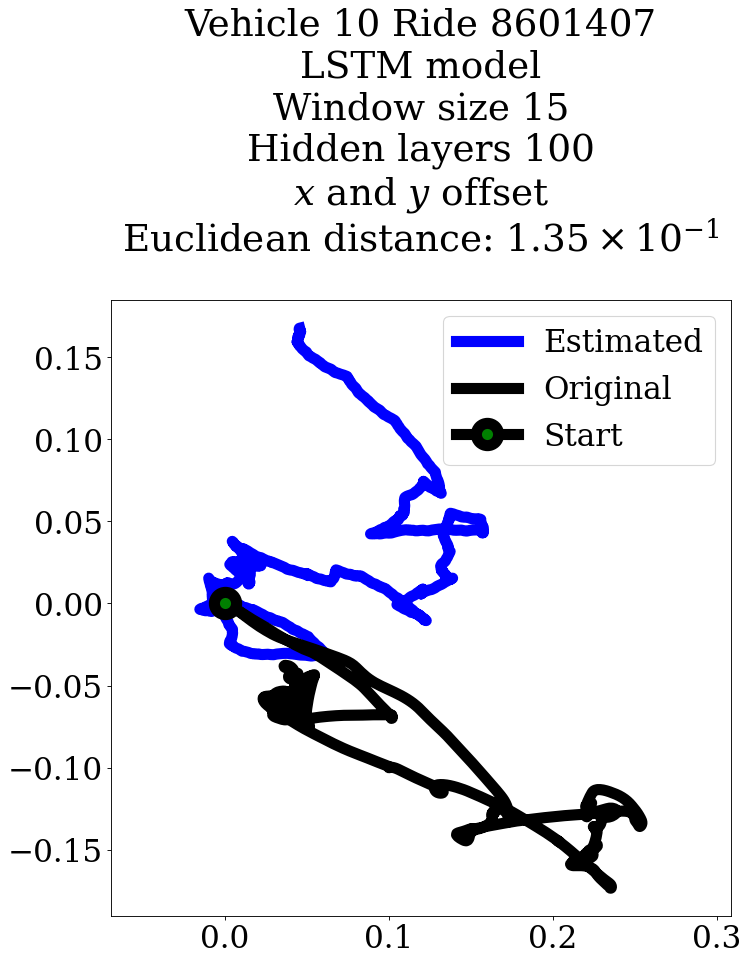 Vehicle 10 Ride 8601407
LSTM model
Window size 15
Hidden layers 100
x and y offset
Euclidean distance: 1.35 × 10⁻¹
Estimated
Original
Start
0.15
0.10
0.05
0.00
−0.05
−0.10
−0.15
0.0 0.1 0.2 0.3